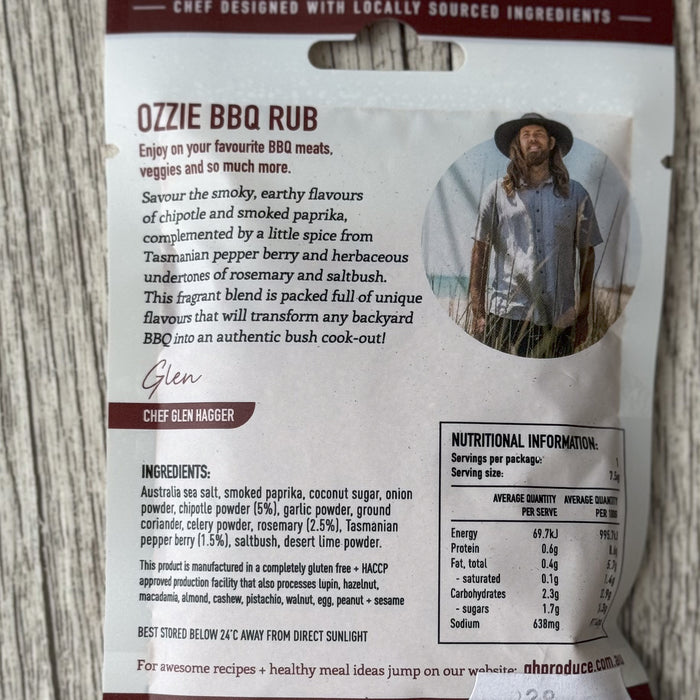 CHEF DESIGNED WITH LOCALLY SOURCED INGREDIENTS
OZZIE BBQ RUB
Enjoy on your favourite BBQ meats,
veggies and so much more.
Savour the smoky, earthy flavours
of chipotle and smoked paprika,
complemented by a little spice from
Tasmanian pepper berry and herbaceous
undertones of rosemary and saltbush.
This fragrant blend is packed full of unique
flavours that will transform any backyard
BBQ into an authentic bush cook-out!
Glen
CHEF GLEN HAGGER
INGREDIENTS:
Australia sea salt, smoked paprika, coconut sugar, onion
powder, chipotle powder (5%), garlic powder, ground
coriander, celery powder, rosemary (2.5%), Tasmanian
pepper berry (1.5%), saltbush, desert lime powder.
This product is manufactured in a completely gluten free + HACCP
approved production facility that also processes lupin, hazelnut,
macadamia, almond, cashew, pistachio, walnut, egg, peanut + sesame
BEST STORED BELOW 24°C AWAY FROM DIRECT SUNLIGHT
NUTRITIONAL INFORMATION:
Servings per package:
Serving size: 7.5g
AVERAGE QUANTITY AVERAGE QUANTITY
PER SERVE PER
Energy 69.7kJ
Protein 0.6g
Fat, total 0.4g
- saturated 0.1g
Carbohydrates 2.3g
- sugars 1.7g
Sodium 638mg
For awesome recipes + healthy meal ideas jump on our website: ghproduce.com.au